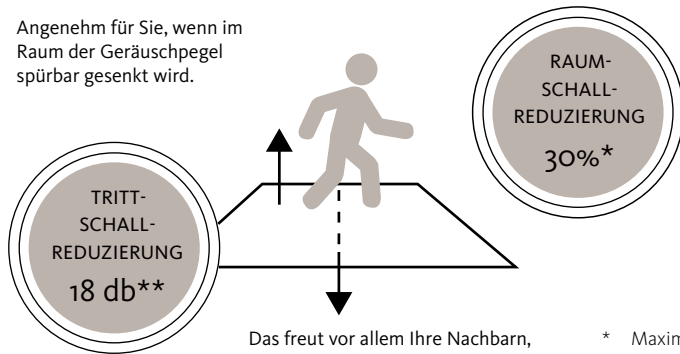 Angenehm für Sie, wenn im
Raum der Geräuschpegel
spürbar gesenkt wird.
RAUM-
SCHALL-
REDUZIERUNG
30%*
TRITT-
SCHALL-
REDUZIERUNG
18 db**
Das freut vor allem Ihre Nachbarn,
* Maxim